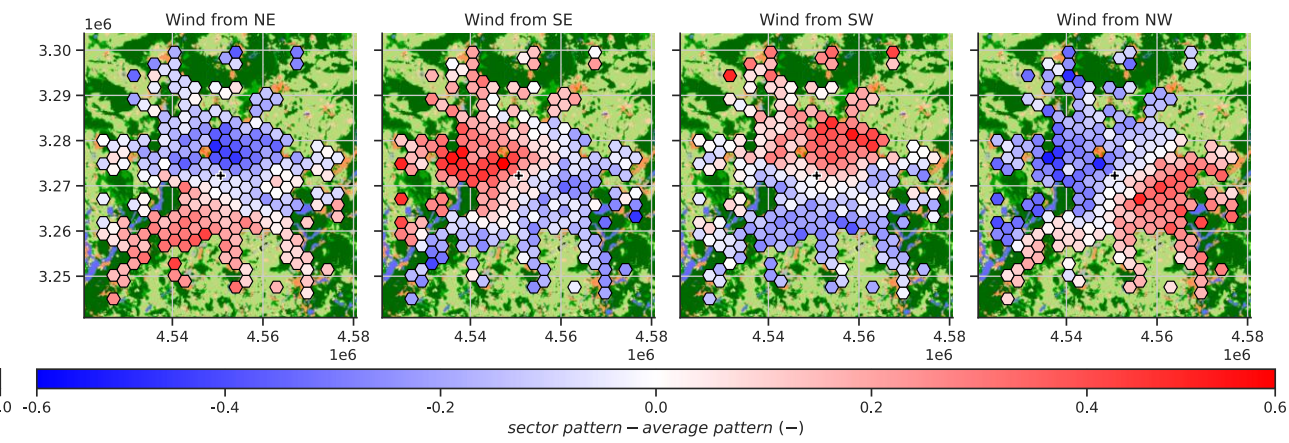 Wind from NE
Wind from SE
Wind from SW
Wind from NW
1e6
3.30
3.29
3.28
3.27
3.26
3.25
4.54 4.56 4.58
1e6
4.54 4.56 4.58
1e6
4.54 4.56 4.58
1e6
4.54 4.56 4.58
1e6
.0 -0.6 -0.4 -0.2 0.0 0.2 0.4 0.6
sector pattern − average pattern (−)